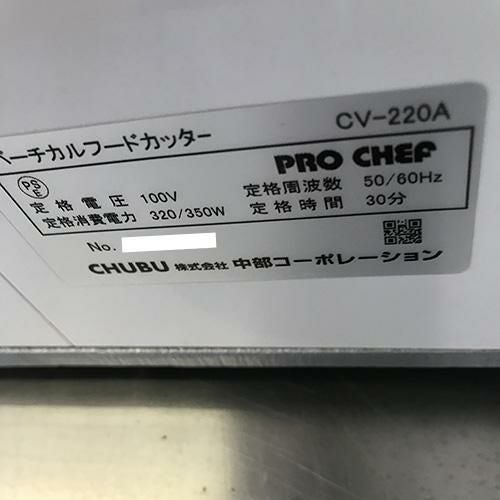 バーチカルフードカッター CV-220A
PRO CHEF
PS E
定格電圧 100V 定格周波数 50/60Hz
定格消費電力 320/350W 定格時間 30分
No.
CHUBU 株式会社 中部コーポレーション